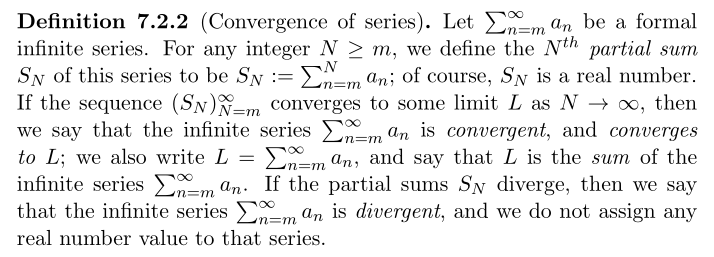 Definition 7.2.2 (Convergence of series). Let ∑_{n=m}^{∞} a_n be a formal
infinite series. For any integer N ≥ m, we define the N^{th} partial sum
S_N of this series to be S_N := ∑_{n=m}^{N} a_n; of course, S_N is a real number.
If the sequence (S_N)_{N=m}^{∞} converges to some limit L as N → ∞, then
we say that the infinite series ∑_{n=m}^{∞} a_n is convergent, and converges
to L; we also write L = ∑_{n=m}^{∞} a_n, and say that L is the sum of the
infinite series ∑_{n=m}^{∞} a_n. If the partial sums S_N diverge, then we say
that the infinite series ∑_{n=m}^{∞} a_n is divergent, and we do not assign any
real number value to that series.